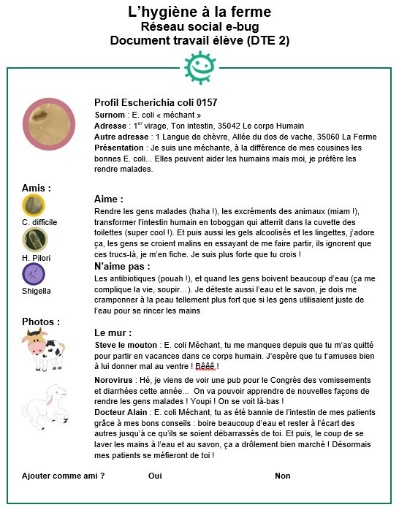 L'hygiène à la ferme
Réseau social e-bug
Document travail élève (DTE 2)
Profil Escherichia coli 0157
Surnom : E. coli « méchant »
Adresse : 1er virage, Ton intestin, 35042 Le corps Humain
Autre adresse : 1 Langue de chèvre, Allée du dos de vache, 35060 La Ferme
Présentation : Je suis une méchante, à la différence de mes cousines les
bonnes E. coli... Elles peuvent aider les humains mais moi, je préfère les
rendre malades.
Amis :
C. difficile
H. Pilori
Shigella
Aime :
Rendre les gens malades (haha !), les excréments des animaux (miam !),
transformer l'intestin humain en toboggan qui atterrit dans la cuvette des
toilettes (super cool !). Et puis aussi les gels alcoolisés et les lingettes, j'adore
ça, les gens se croient malins en essayant de me faire partir, ils ignorent que
ces trucs-là, je m'en fiche. Je suis plus forte que tu crois !
N'aime pas :
Les antibiotiques (pouah !), et quand les gens boivent beaucoup d'eau (ça me
complique la vie, soupir…). Je déteste aussi l'eau et le savon, je dois me
cramponner à la peau tellement plus fort que si les gens utilisaient juste de
l'eau pour se rincer les mains
Photos :
Le mur :
Steve le mouton : E. coli Méchant, tu me manques depuis que tu m'as quitté
pour partir en vacances dans ce corps humain. J'espère que tu t'amuses bien
à lui donner mal au ventre ! Bêêê !
Norovirus : Hé, je viens de voir une pub pour le Congrès des vomissements
et diarrhées cette année... On va pouvoir apprendre de nouvelles façons de
rendre les gens malades ! Youpi ! On se voit là-bas !
Docteur Alain : E. coli Méchant, tu as été bannie de l'intestin de mes patients
grâce à mes bons conseils : boire beaucoup d'eau et rester à l'écart des
autres jusqu'à ce qu'ils se soient débarrassés de toi. Et puis, le coup de se
laver les mains à l'eau et au savon, ça a drôlement bien marché ! Désormais
mes patients se méfieront de toi !
Ajouter comme ami ? Oui Non